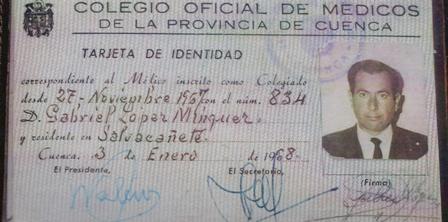 COLEGIO OFICIAL DE MEDICOS
DE LA PROVINCIA DE CUENCA
TARJETA DE IDENTIDAD
correspondiente al Médico inscrito como Colegiado
desde 27-Noviembre 1967 con el núm. 834
D. Gabriel Lopez Minguez
y residente en Salvacañete
Cuenca, 3 de Enero de 1968.
El Presidente,
El Secretario,
(Firma)